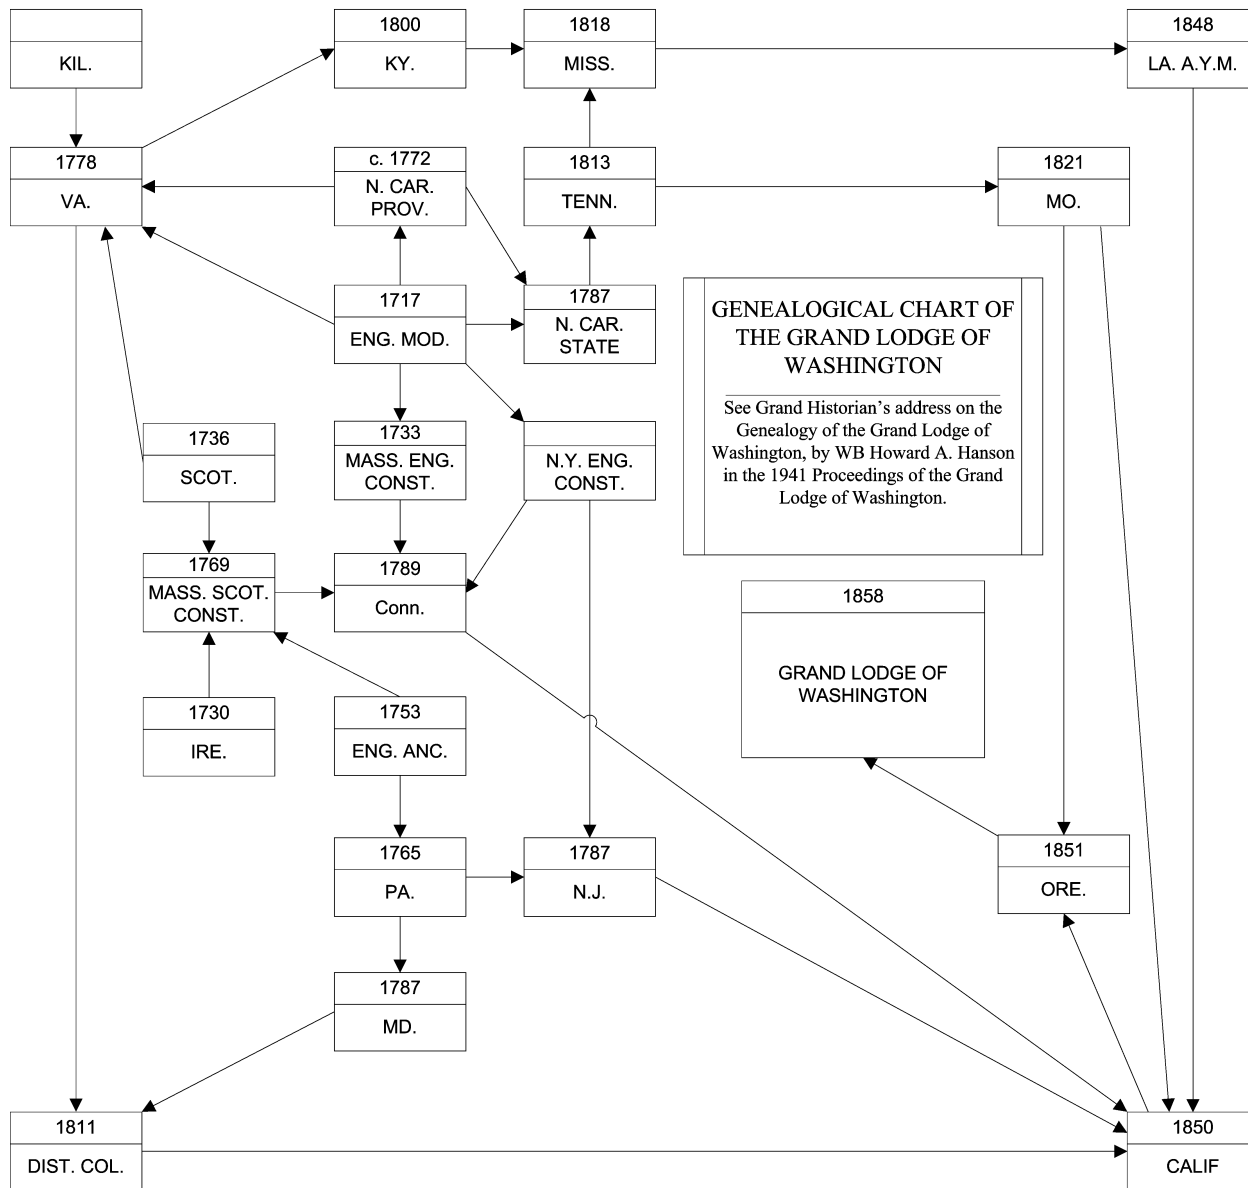 KIL.
1800
KY.
1818
MISS.
1848
LA. A.Y.M.
1778
VA.
c. 1772
N. CAR.
PROV.
1813
TENN.
1821
MO.
1717
ENG. MOD.
1787
N. CAR.
STATE
GENEALOGICAL CHART OF
THE GRAND LODGE OF
WASHINGTON
See Grand Historian’s address on the
Genealogy of the Grand Lodge of
Washington, by WB Howard A. Hanson
in the 1941 Proceedings of the Grand
Lodge of Washington.
1736
SCOT.
1733
MASS. ENG.
CONST.
N.Y. ENG.
CONST.
1769
MASS. SCOT.
CONST.
1789
Conn.
1858
GRAND LODGE OF
WASHINGTON
1730
IRE.
1753
ENG. ANC.
1765
PA.
1787
N.J.
1851
ORE.
1787
MD.
1811
DIST. COL.
1850
CALIF